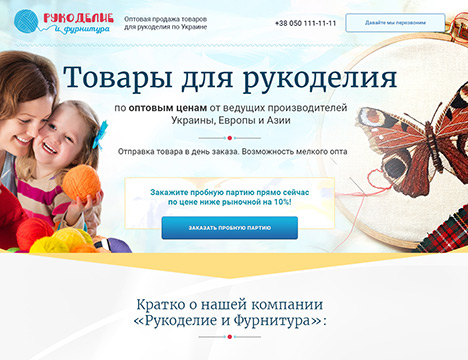 РУКОДЕЛИЕ
и фурнитура
Оптовая продажа товаров
для рукоделия по Украине
+38 050 111-11-11
Давайте мы перезвоним
Товары для рукоделия
по оптовым ценам от ведущих производителей
Украины, Европы и Азии
Отправка товара в день заказа. Возможность мелкого опта
Закажите пробную партию прямо сейчас
по цене ниже рыночной на 10%!
ЗАКАЗАТЬ ПРОБНУЮ ПАРТИЮ
Кратко о нашей компании
«Рукоделие и Фурнитура»: